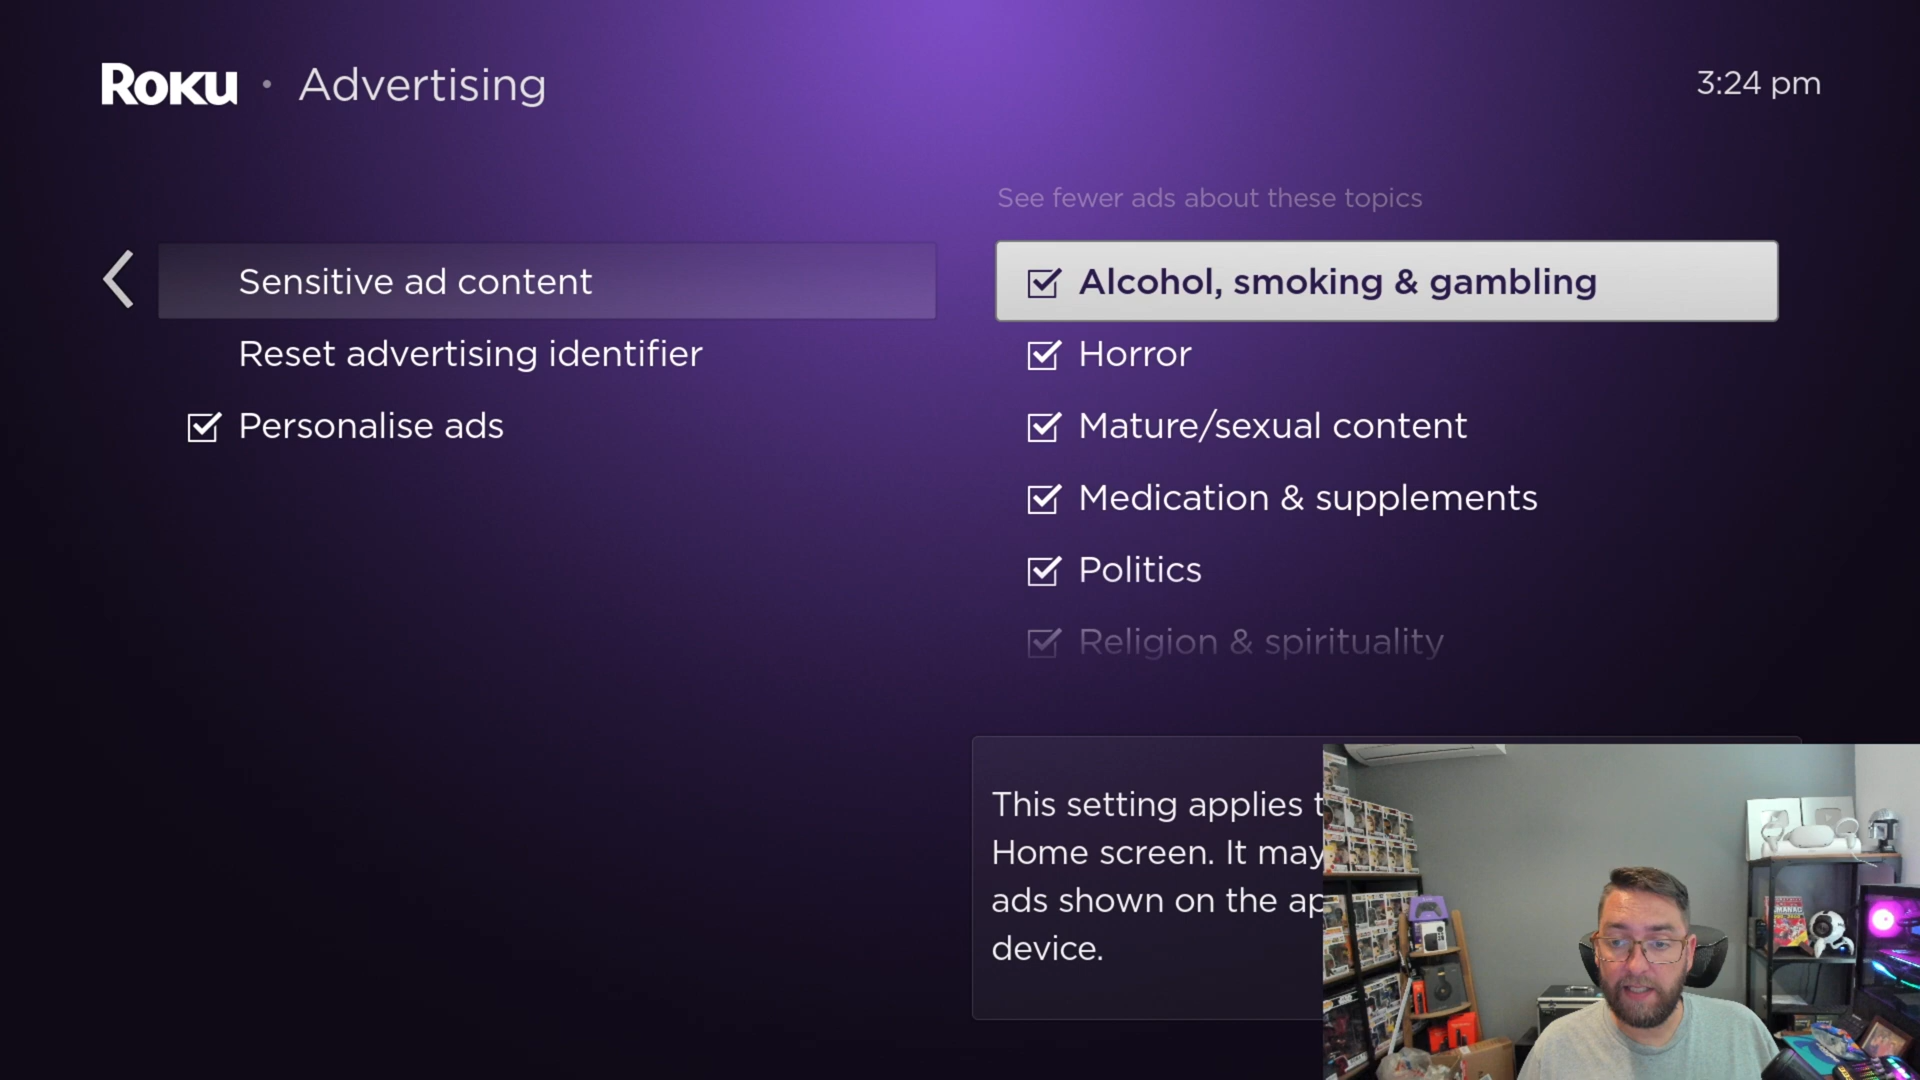 Roku • Advertising
3:24 pm
See fewer ads about these topics
Sensitive ad content
Reset advertising identifier
Personalise ads
Alcohol, smoking & gambling
Horror
Mature/sexual content
Medication & supplements
Politics
Religion & spirituality
This setting applies
Home screen. It may
ads shown on the
device.